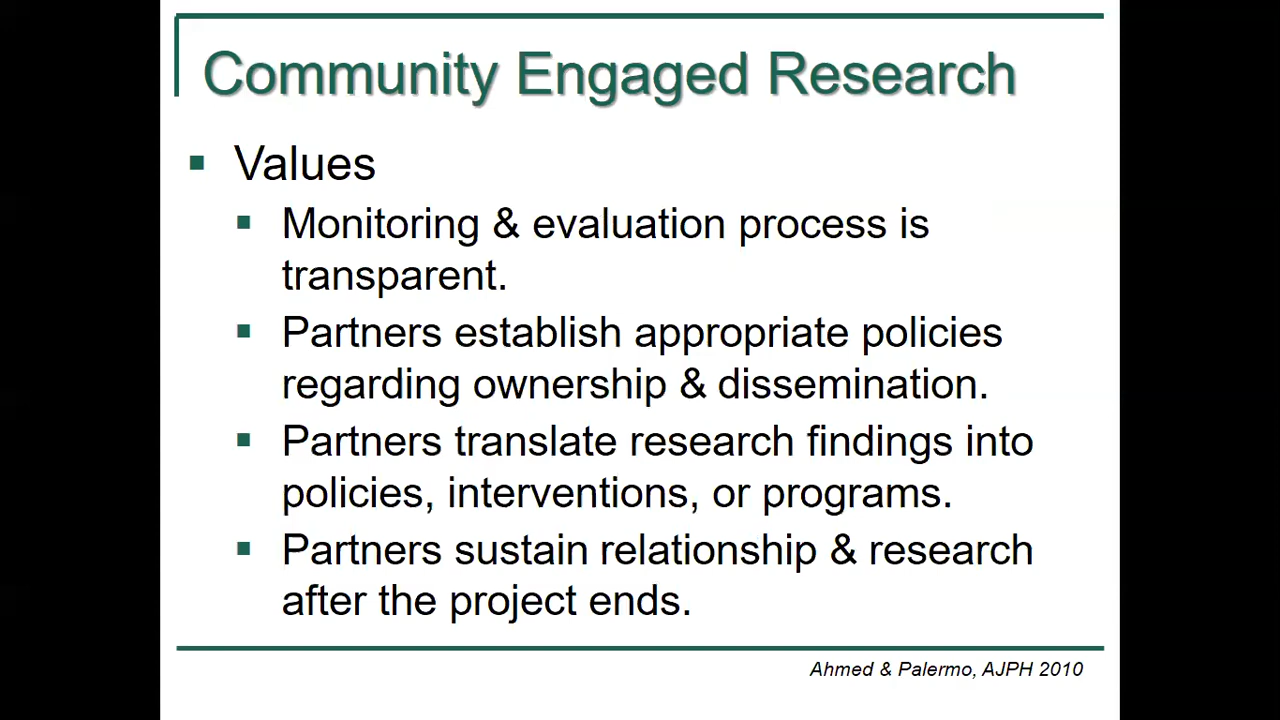 Community Engaged Research
Values
Monitoring & evaluation process is
transparent.
Partners establish appropriate policies
regarding ownership & dissemination.
Partners translate research findings into
policies, interventions, or programs.
Partners sustain relationship & research
after the project ends.
Ahmed & Palermo, AJPH 2010